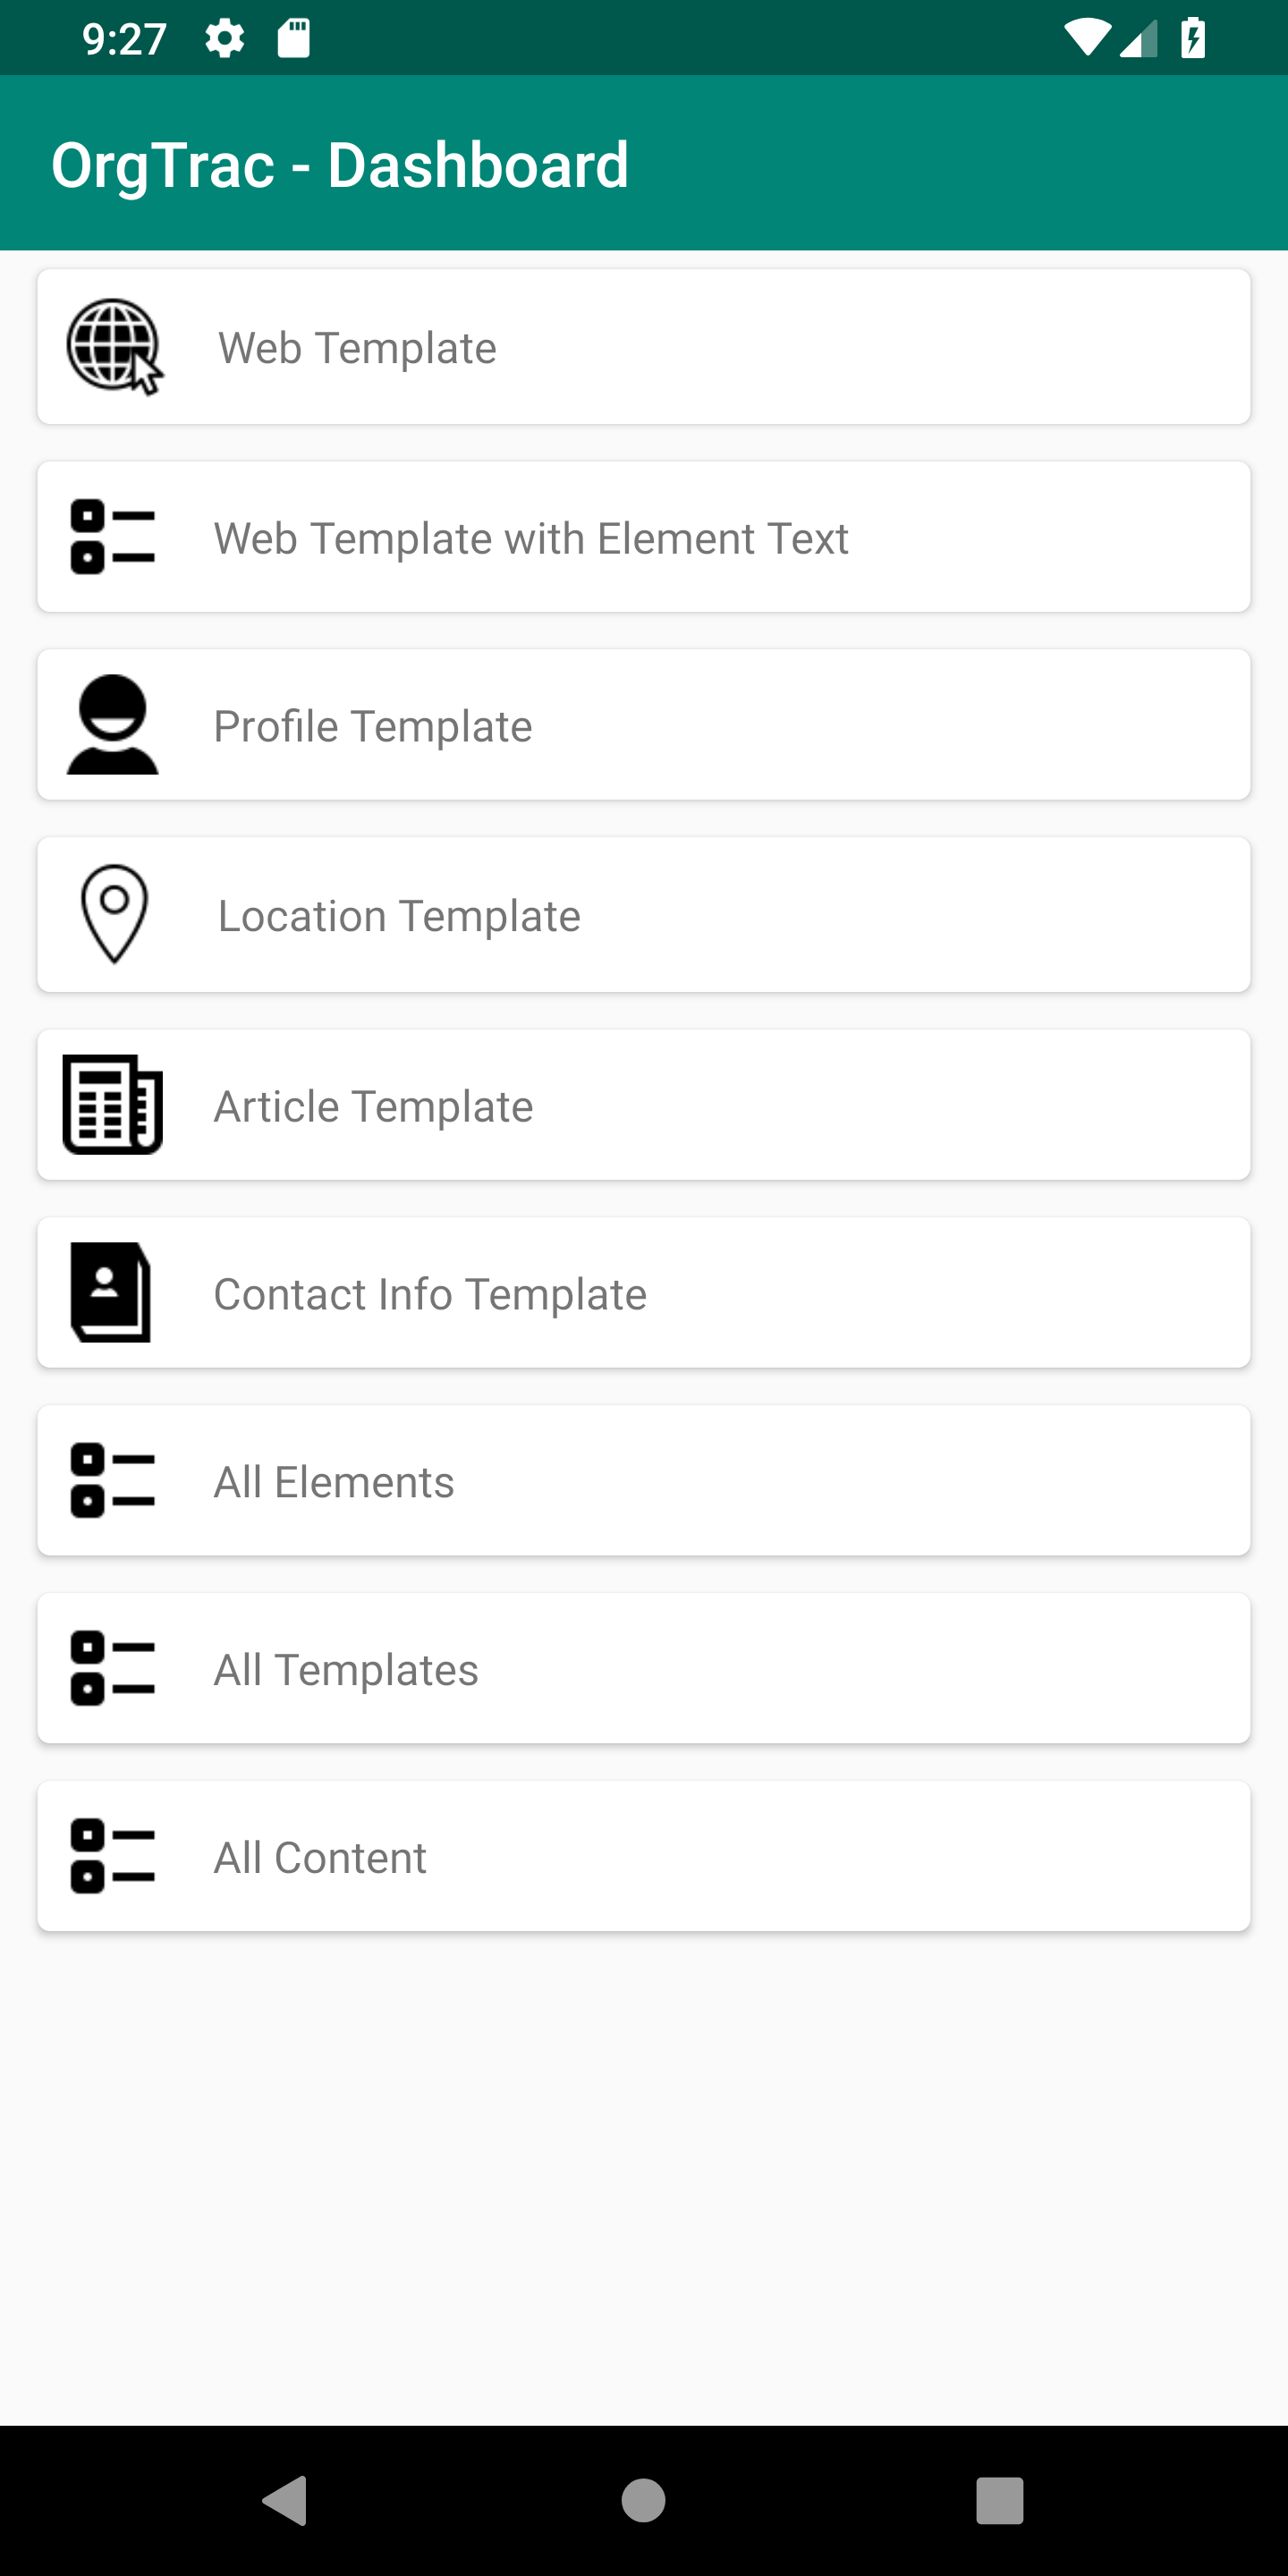 9:27
OrgTrac - Dashboard
Web Template
Web Template with Element Text
Profile Template
Location Template
Article Template
Contact Info Template
All Elements
All Templates
All Content